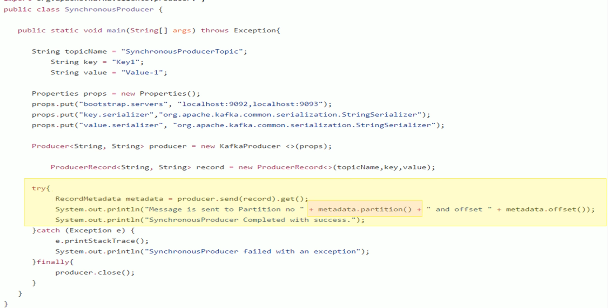 public class SynchronousProducer {
public static void main(String[] args) throws Exception{
String topicName = "SynchronousProducerTopic";
String key = "Key1";
String value = "Value-1";
Properties props = new Properties();
props.put("bootstrap.servers", "localhost:9092,localhost:9093");
props.put("key.serializer","org.apache.kafka.common.serialization.StringSerializer");
props.put("value.serializer", "org.apache.kafka.common.serialization.StringSerializer");
Producer<String, String> producer = new KafkaProducer <>(props);
ProducerRecord<String, String> record = new ProducerRecord<>(topicName,key,value);
try{
RecordMetadata metadata = producer.send(record).get();
System.out.println("Message is sent to Partition no " + metadata.partition() + " and offset " + metadata.offset());
System.out.println("SynchronousProducer Completed with success.");
}catch (Exception e) {
e.printStackTrace();
System.out.println("SynchronousProducer failed with an exception");
}finally{
producer.close();
}
}
}